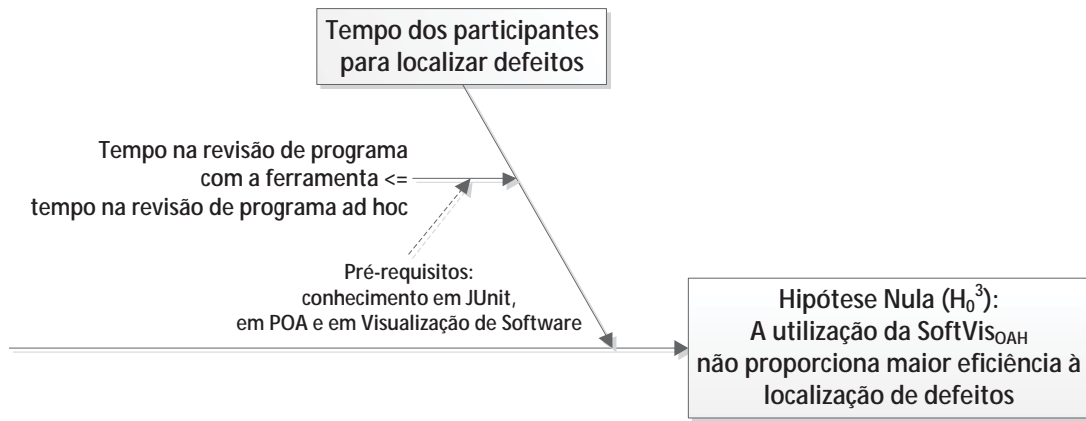 Tempo dos participantes
para localizar defeitos
Tempo na revisão de programa
com a ferramenta <=
tempo na revisão de programa ad hoc
Pré-requisitos:
conhecimento em JUnit,
em POA e em Visualização de Software
Hipótese Nula (H₀³):
A utilização da SoftVisOAH
não proporciona maior eficiência à
localização de defeitos